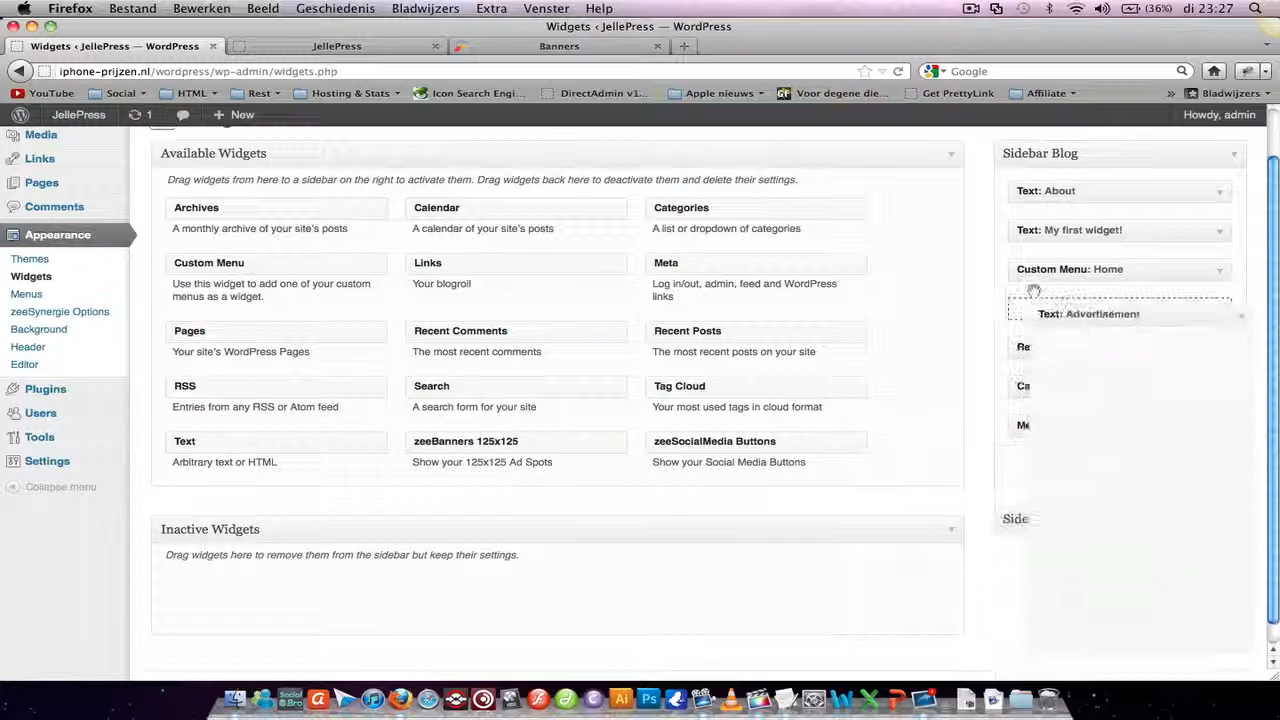 Firefox Bestand Bewerken Beeld Geschiedenis Bladwijzers Extra Venster Help (36%) di 23:27
Widgets ‹ JellePress — WordPress
Widgets ‹ JellePress — WordPress JellePress Banners
iphone-prijzen.nl/wordpress/wp-admin/widgets.php Google
YouTube Social HTML Rest Hosting & Stats Icon Search Engi... DirectAdmin v1... Apple nieuws Voor degene die... Get PrettyLink Affiliate » Bladwijzers
JellePress 1 + New Howdy, admin
Media
Links
Pages
Comments
Appearance
Themes
Widgets
Menus
zeeSynergie Options
Background
Header
Editor
Plugins
Users
Tools
Settings
Collapse menu
Available Widgets
Drag widgets from here to a sidebar on the right to activate them. Drag widgets back here to deactivate them and delete their settings.
Archives Calendar Categories
A monthly archive of your site's posts A calendar of your site's posts A list or dropdown of categories
Custom Menu Links Meta
Use this widget to add one of your custom Your blogroll Log in/out, admin, feed and WordPress
menus as a widget. links
Pages Recent Comments Recent Posts
Your site's WordPress Pages The most recent comments The most recent posts on your site
RSS Search Tag Cloud
Entries from any RSS or Atom feed A search form for your site Your most used tags in cloud format
Text zeeBanners 125x125 zeeSocialMedia Buttons
Arbitrary text or HTML Show your 125x125 Ad Spots Show your Social Media Buttons
Inactive Widgets
Drag widgets here to remove them from the sidebar but keep their settings.
Sidebar Blog
Text: About
Text: My first widget!
Custom Menu: Home
Text: Advertisement
Re
Ca
Me
Side